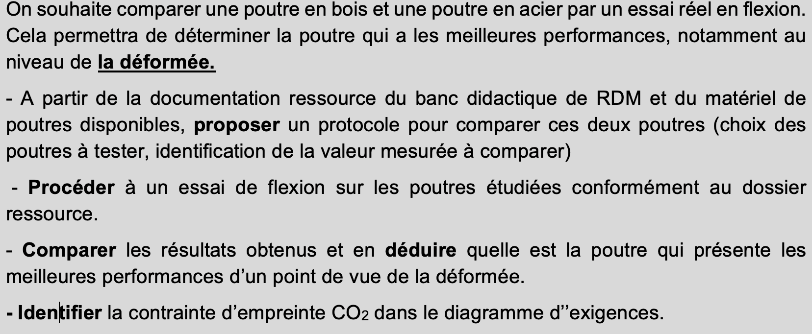 On souhaite comparer une poutre en bois et une poutre en acier par un essai réel en flexion.
Cela permettra de déterminer la poutre qui a les meilleures performances, notamment au
niveau de la déformée.
- A partir de la documentation ressource du banc didactique de RDM et du matériel de
poutres disponibles, proposer un protocole pour comparer ces deux poutres (choix des
poutres à tester, identification de la valeur mesurée à comparer)
- Procéder à un essai de flexion sur les poutres étudiées conformément au dossier
ressource.
- Comparer les résultats obtenus et en déduire quelle est la poutre qui présente les
meilleures performances d'un point de vue de la déformée.
- Identifier la contrainte d'empreinte CO2 dans le diagramme d''exigences.